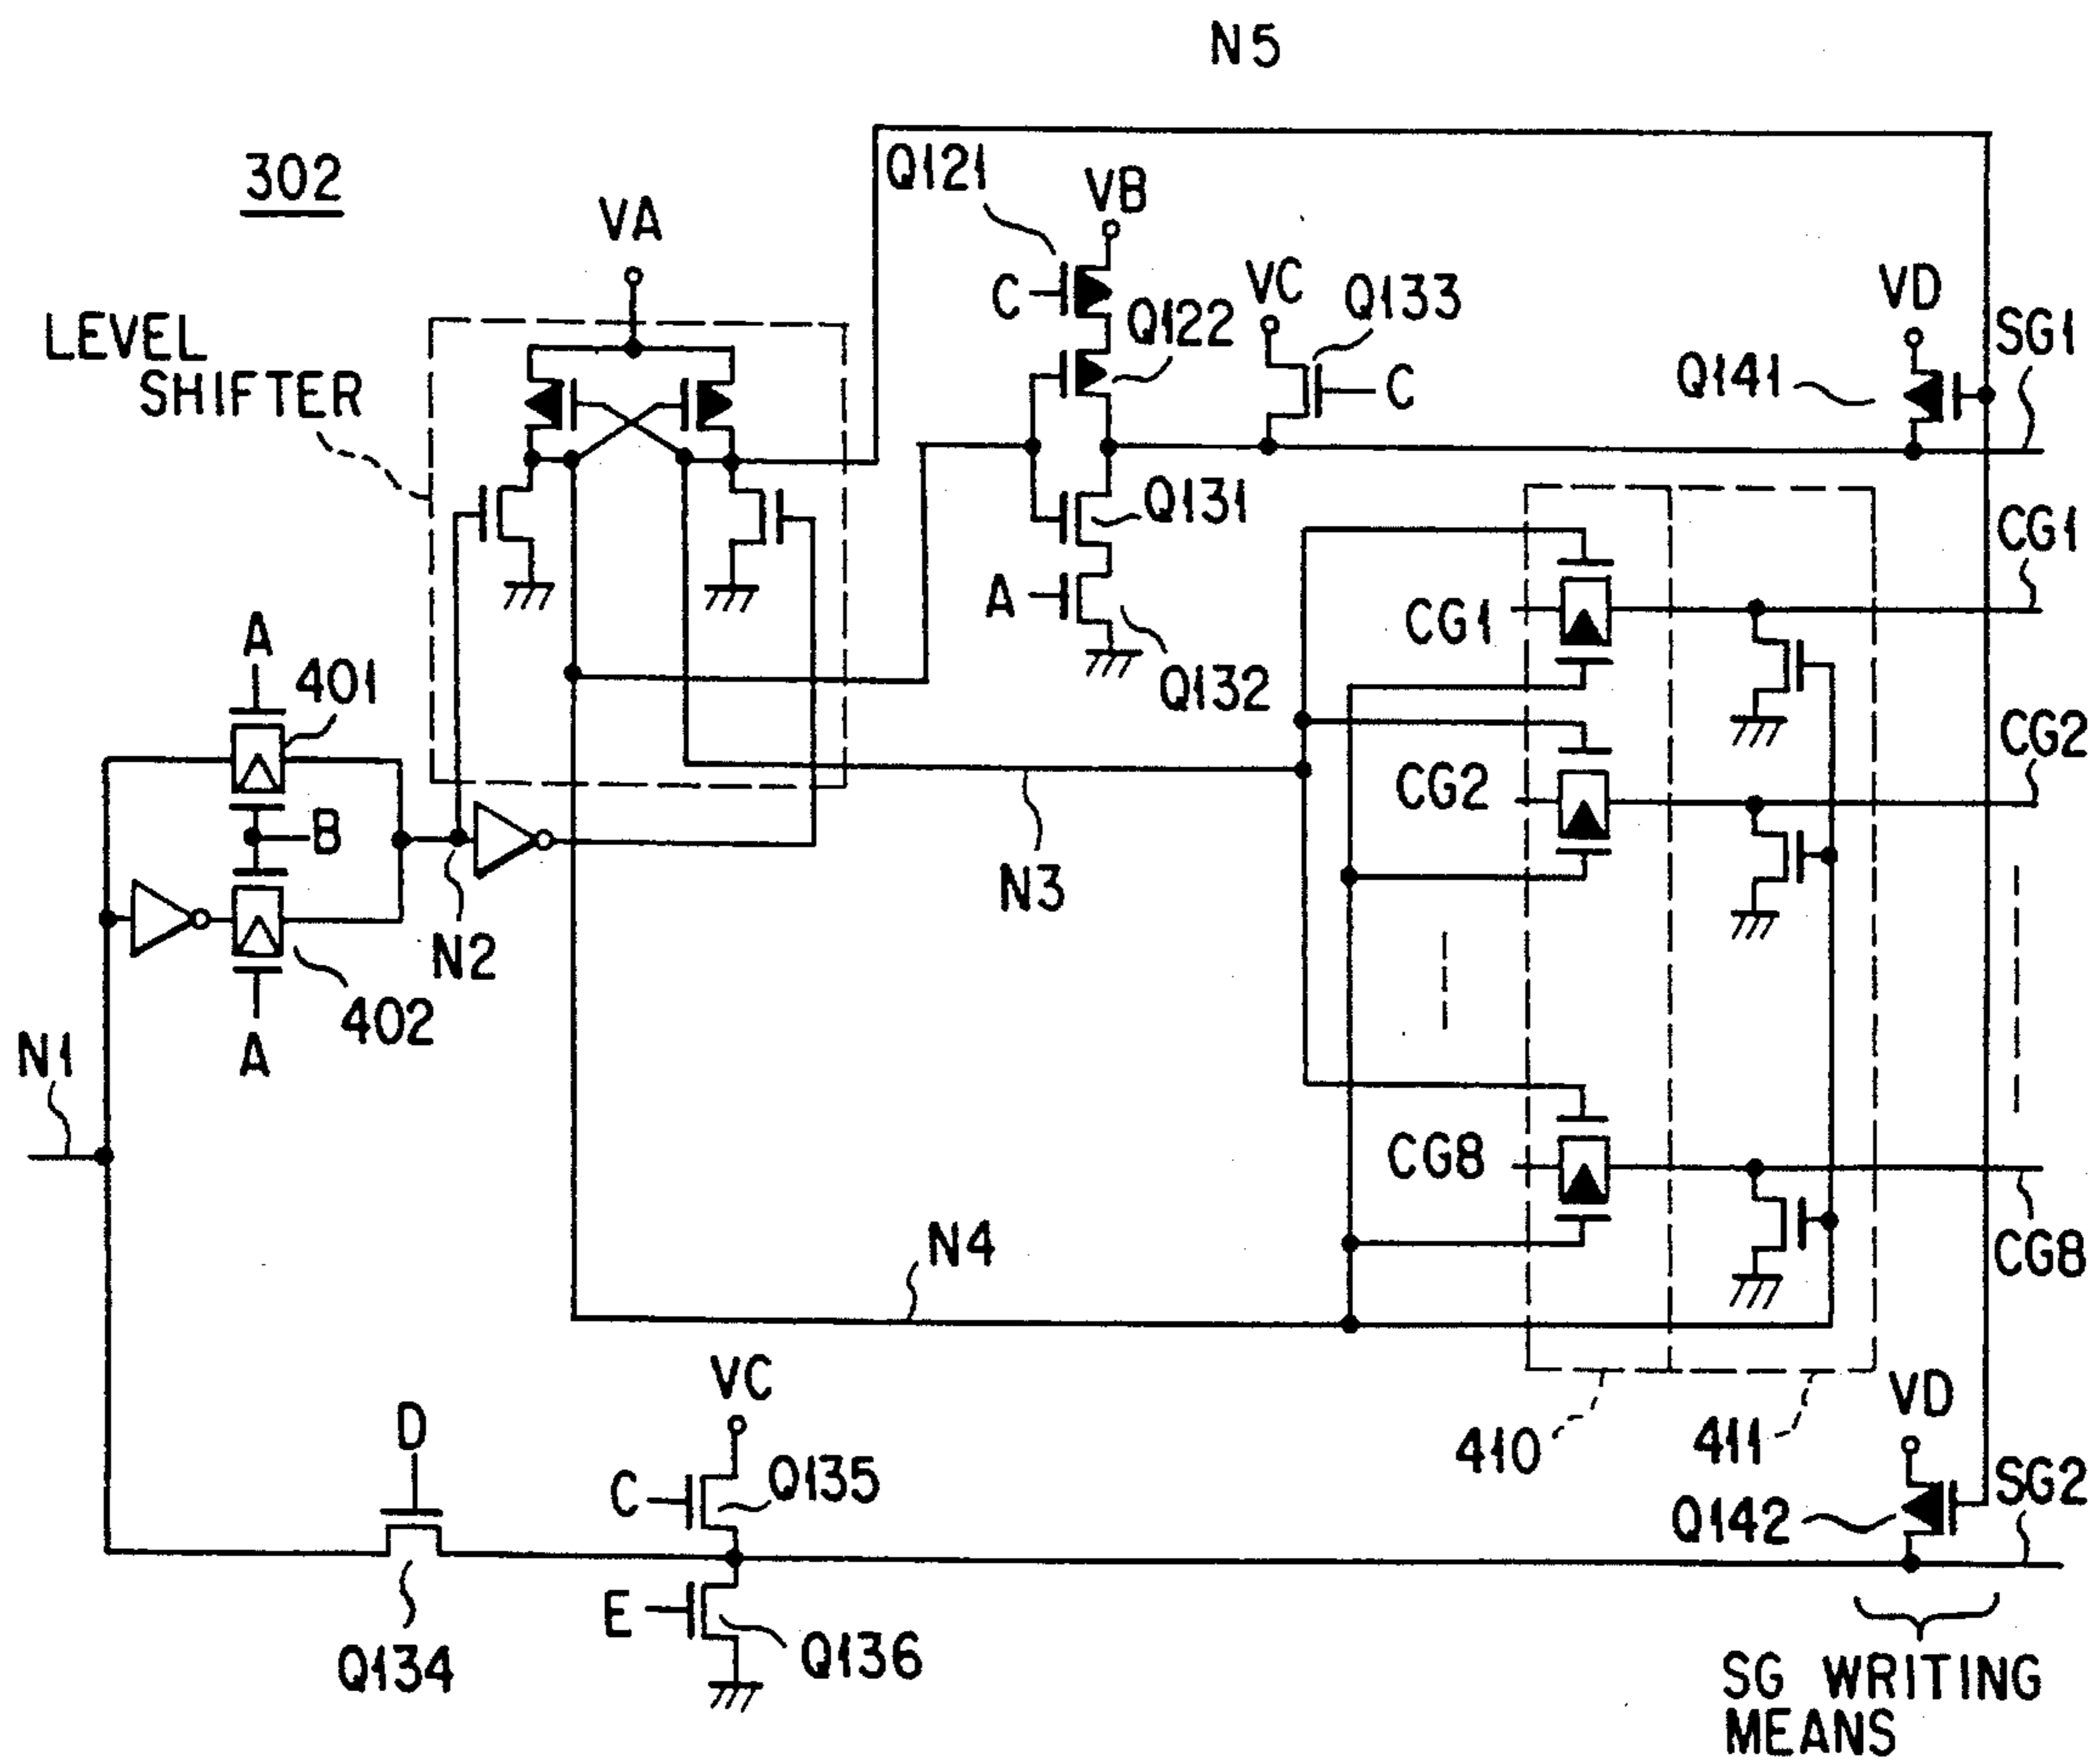 N5
302
Q121
VB
VA
C
VC
Q133
VD
SG1
LEVEL
SHIFTER
Q122
C
Q141
Q131
CG1
A
CG1
A
401
Q132
CG2
B
CG2
N3
N2
402
A
N1
CG8
N4
CG8
VC
D
410
411
VD
C
Q135
Q142
SG2
E
Q134
Q136
SG WRITING
MEANS